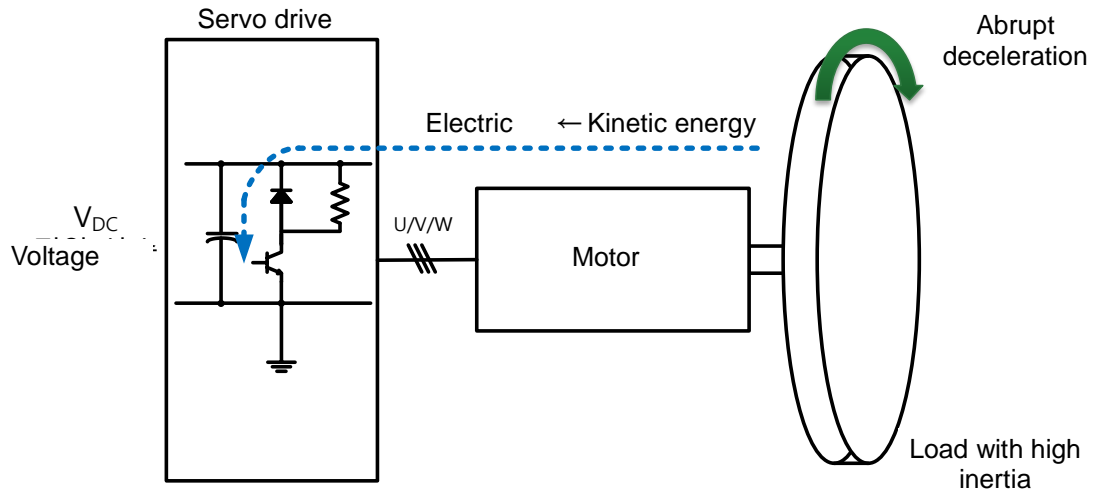 Servo drive
Abrupt
deceleration
Electric ← Kinetic energy
VDC
Voltage
U/V/W
Motor
Load with high
inertia